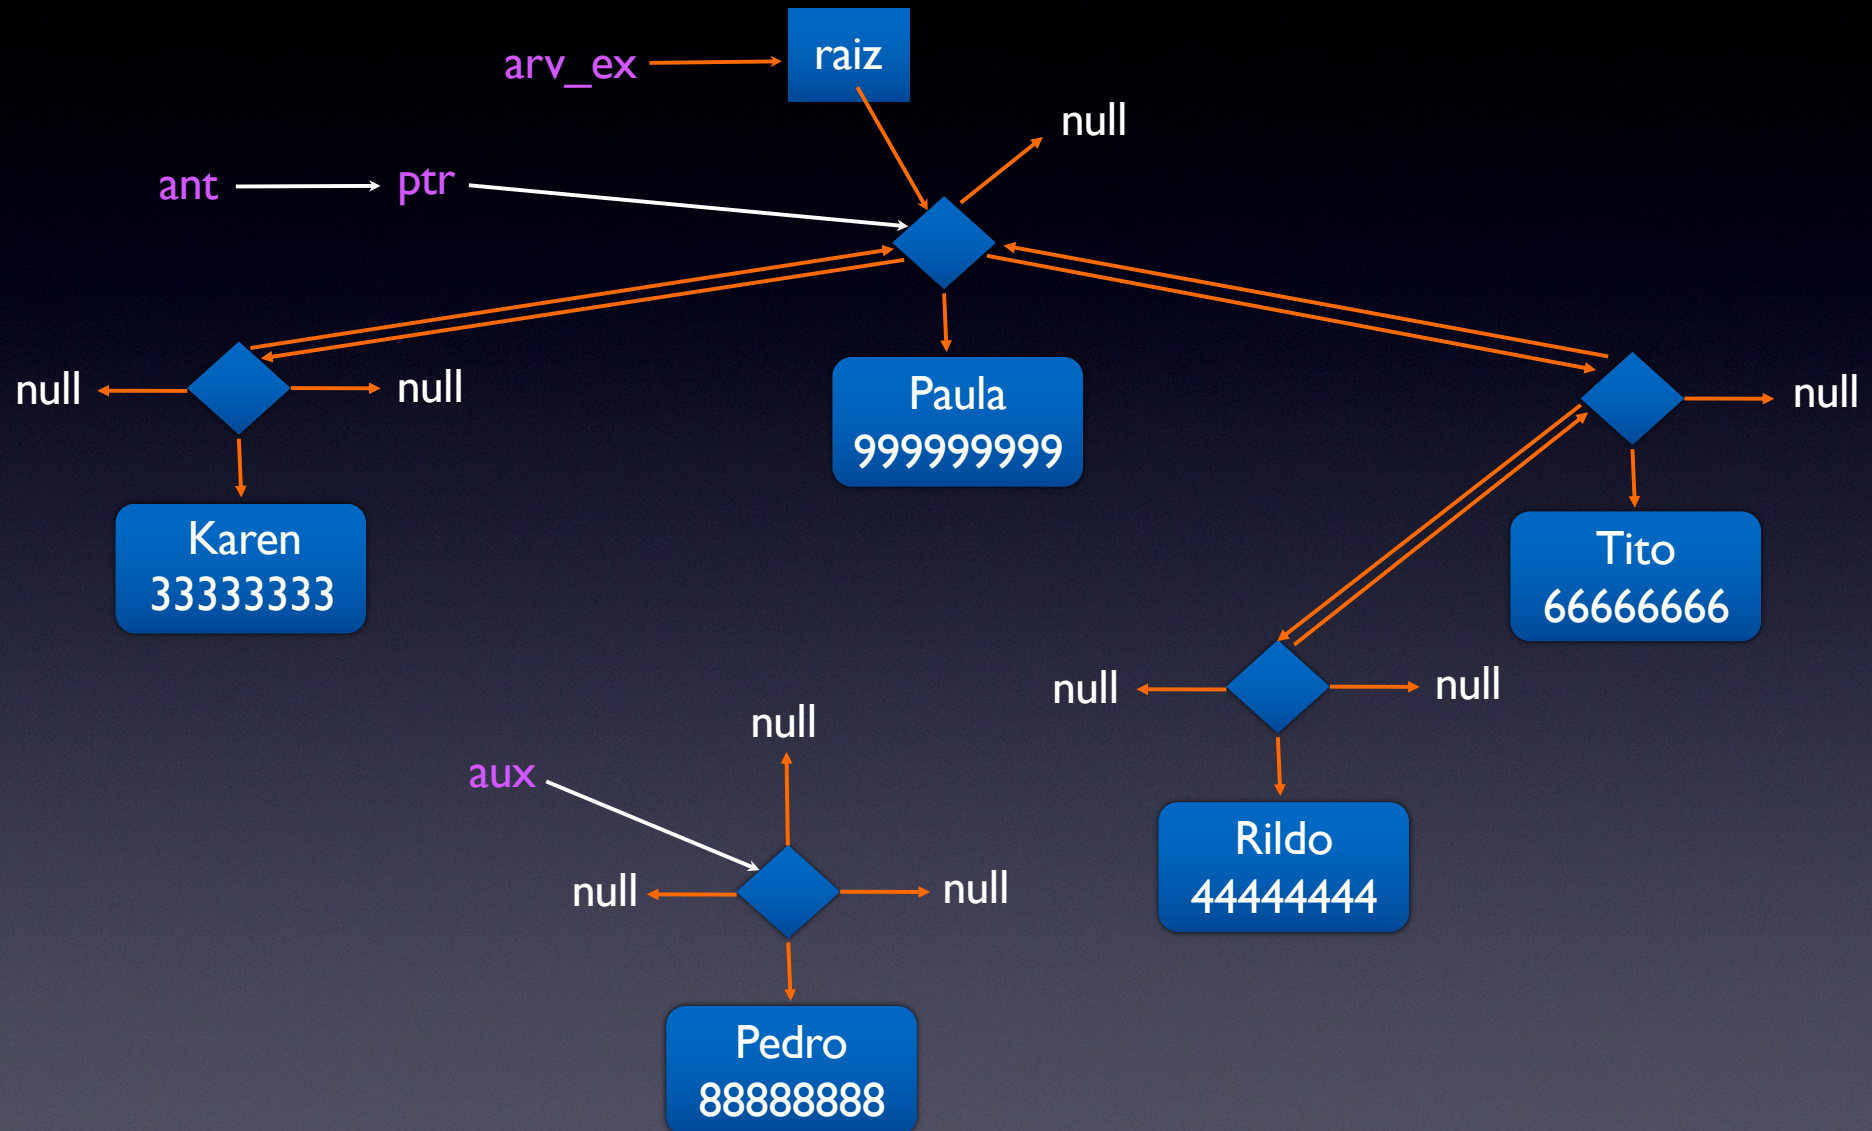 raiz
arv_ex
null
ant
ptr
null
null
Paula
999999999
null
Karen
33333333
Tito
66666666
null
null
null
aux
Rildo
44444444
null
null
Pedro
88888888